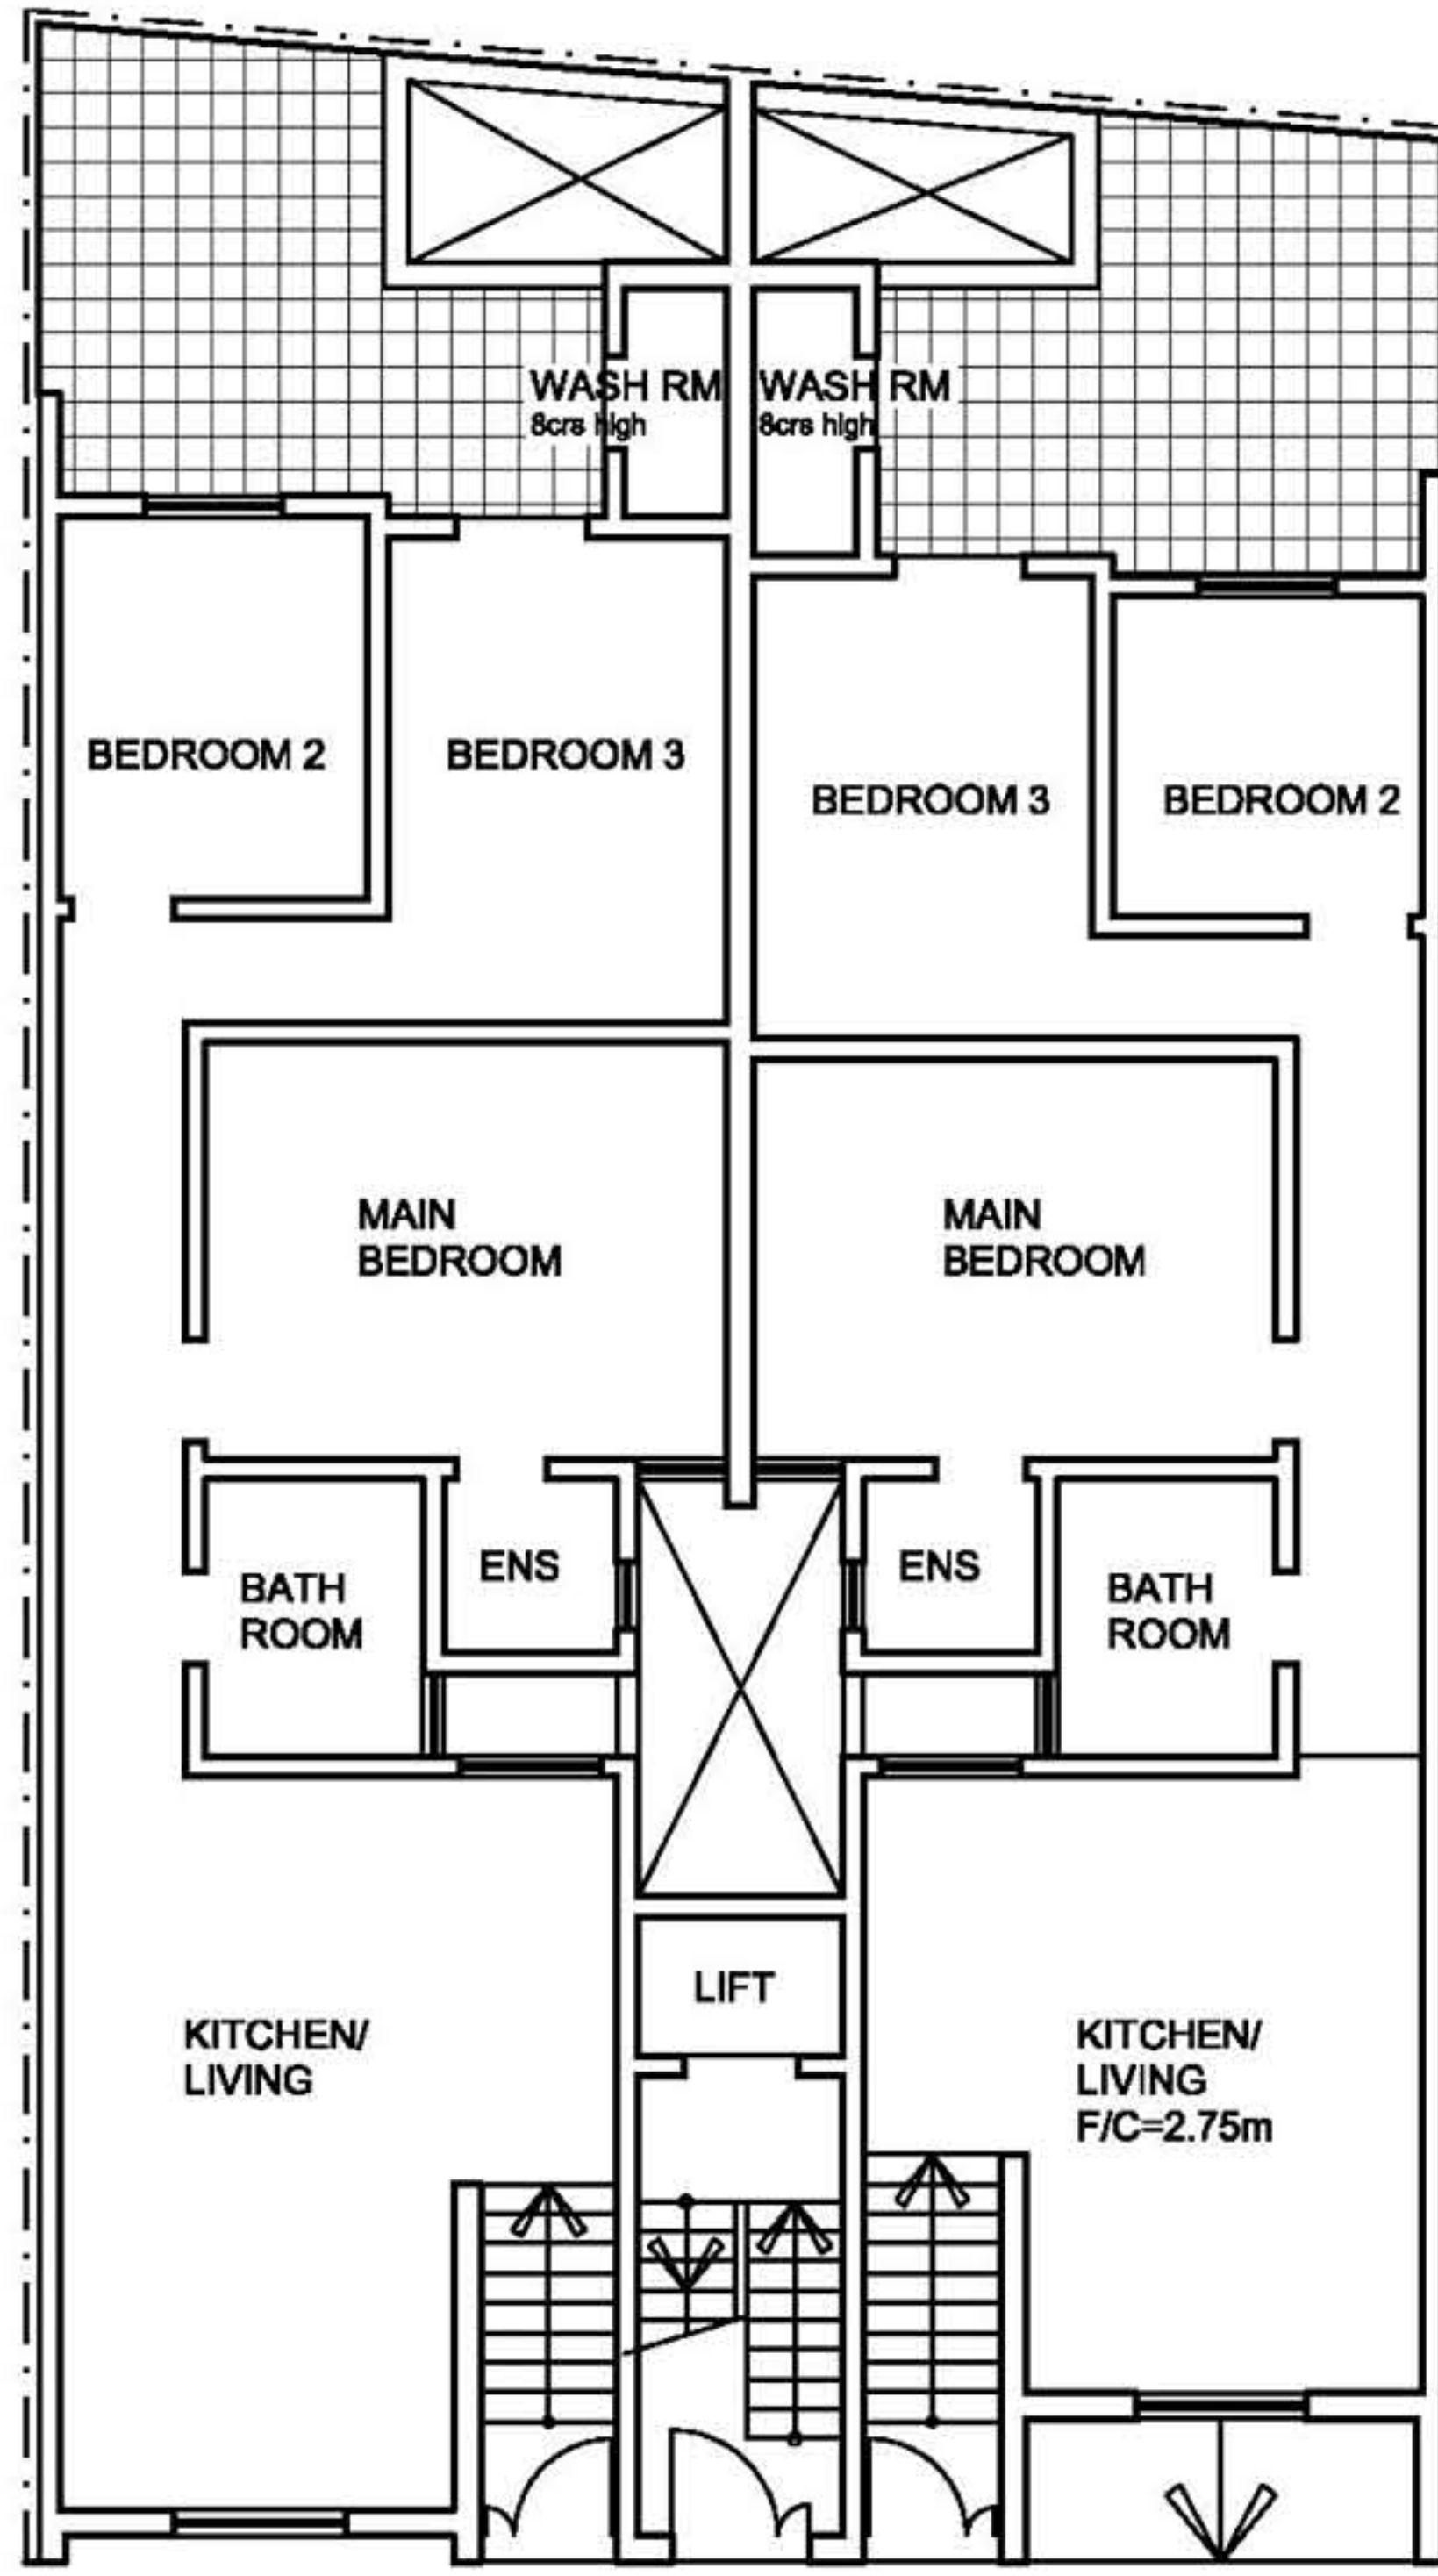 WASH RM
8crs high
WASH RM
8crs high
BEDROOM 2
BEDROOM 3
BEDROOM 3
BEDROOM 2
MAIN
BEDROOM
MAIN
BEDROOM
BATH
ROOM
ENS
ENS
BATH
ROOM
LIFT
KITCHEN/
LIVING
KITCHEN/
LIVING
F/C=2.75m